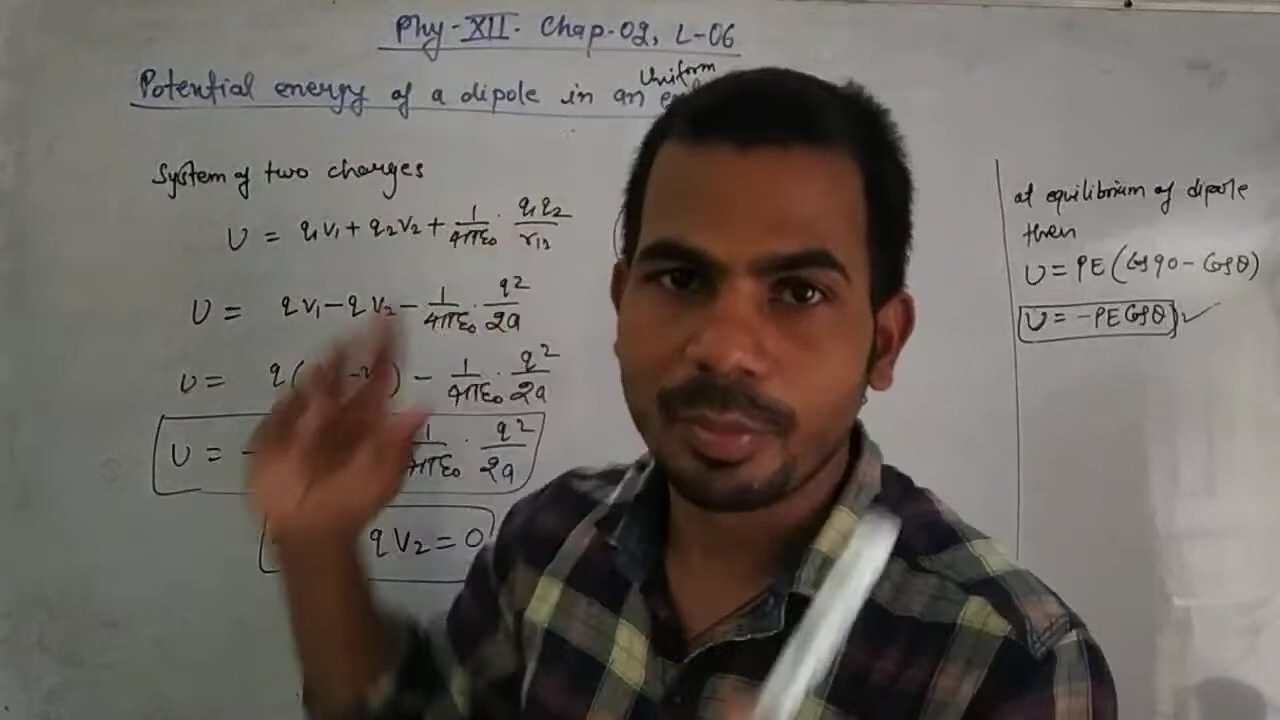 Phy-XII. Chap-02, L-06
Uniform
Potential energy of a dipole in an
System of two charges
U = q₁V₁ + q₂V₂ + 1/4πε₀ · q₁q₂/r₁₂
U = qV₁ - qV₂ - 1/4πε₀ · q²/2a
U = q( - ) - 1/4πε₀ · q²/2a
U = - 1/4πε₀ · q²/2a
qV₂ = 0
at equilibrium of dipole
then
U = PE(Cos90 - Cosθ)
U = -PECosθ ✓